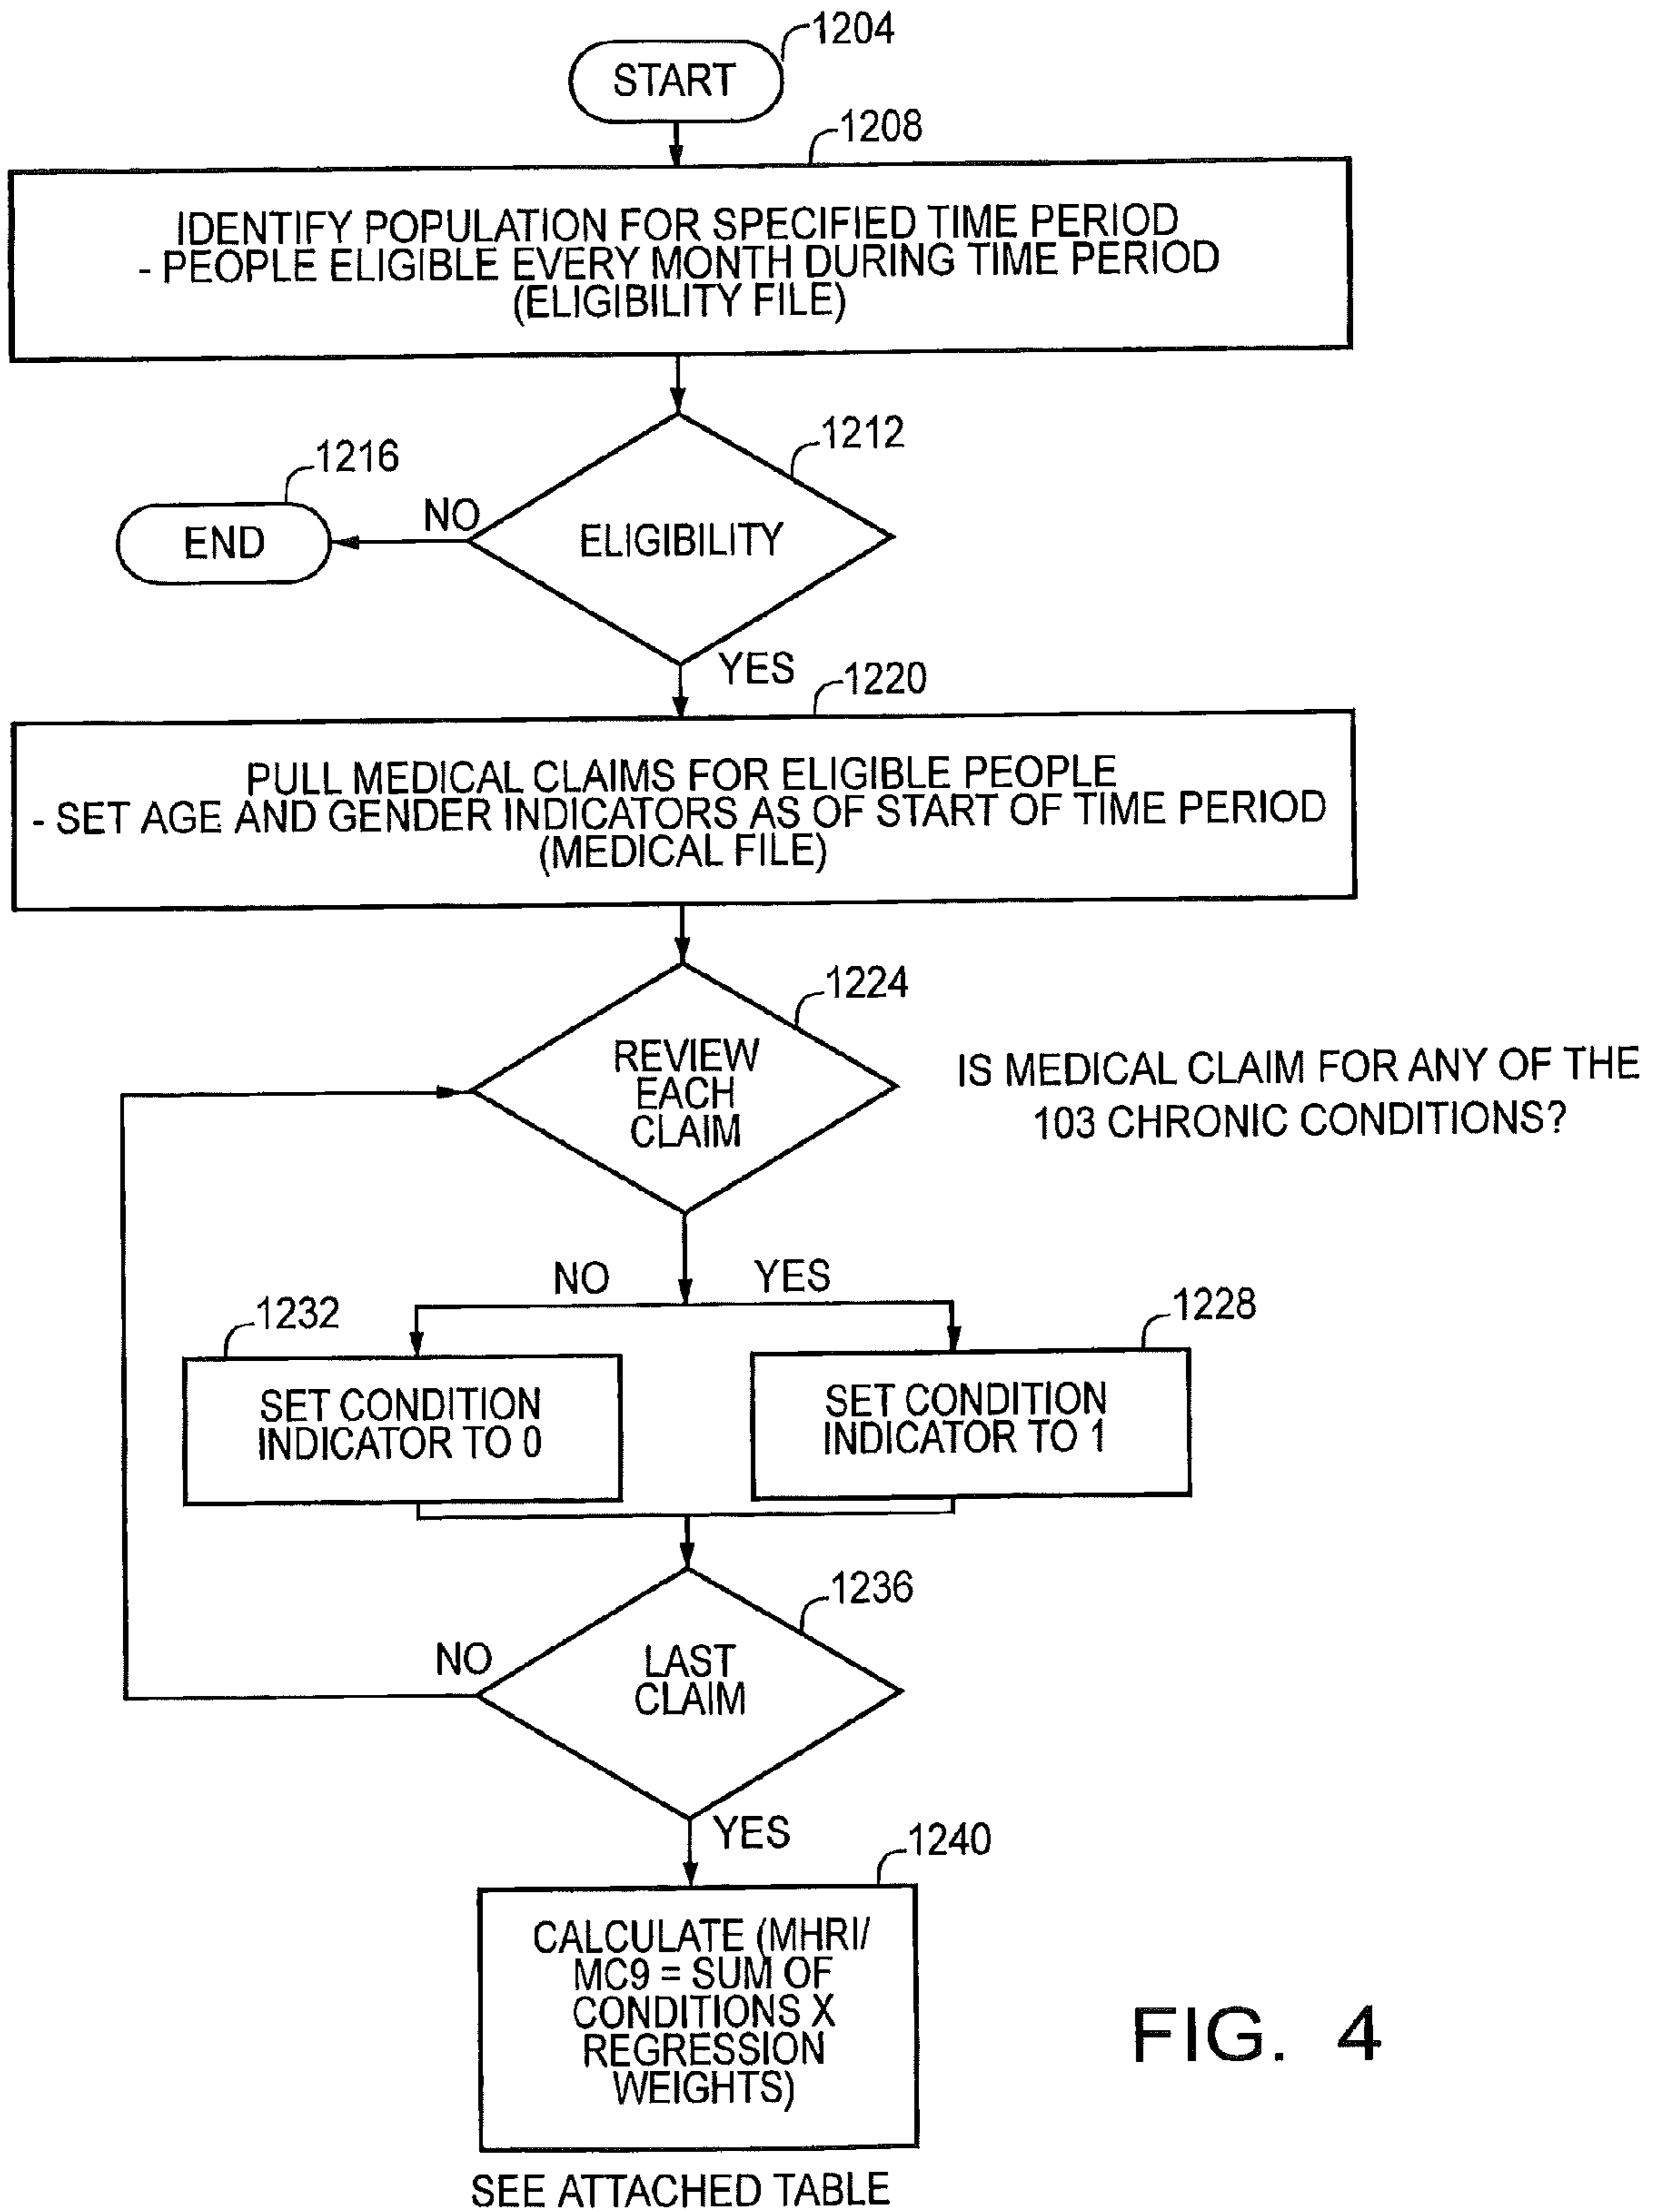 1204
START
1208
IDENTIFY POPULATION FOR SPECIFIED TIME PERIOD
- PEOPLE ELIGIBLE EVERY MONTH DURING TIME PERIOD
(ELIGIBILITY FILE)
1212
1216
NO
END
ELIGIBILITY
YES
1220
PULL MEDICAL CLAIMS FOR ELIGIBLE PEOPLE
- SET AGE AND GENDER INDICATORS AS OF START OF TIME PERIOD
(MEDICAL FILE)
1224
REVIEW
EACH
CLAIM
IS MEDICAL CLAIM FOR ANY OF THE
103 CHRONIC CONDITIONS?
NO
YES
1232
1228
SET CONDITION
INDICATOR TO 0
SET CONDITION
INDICATOR TO 1
1236
NO
LAST
CLAIM
YES
1240
CALCULATE (MHRI/
MC9 = SUM OF
CONDITIONS X
REGRESSION
WEIGHTS)
FIG. 4
SEE ATTACHED TABLE